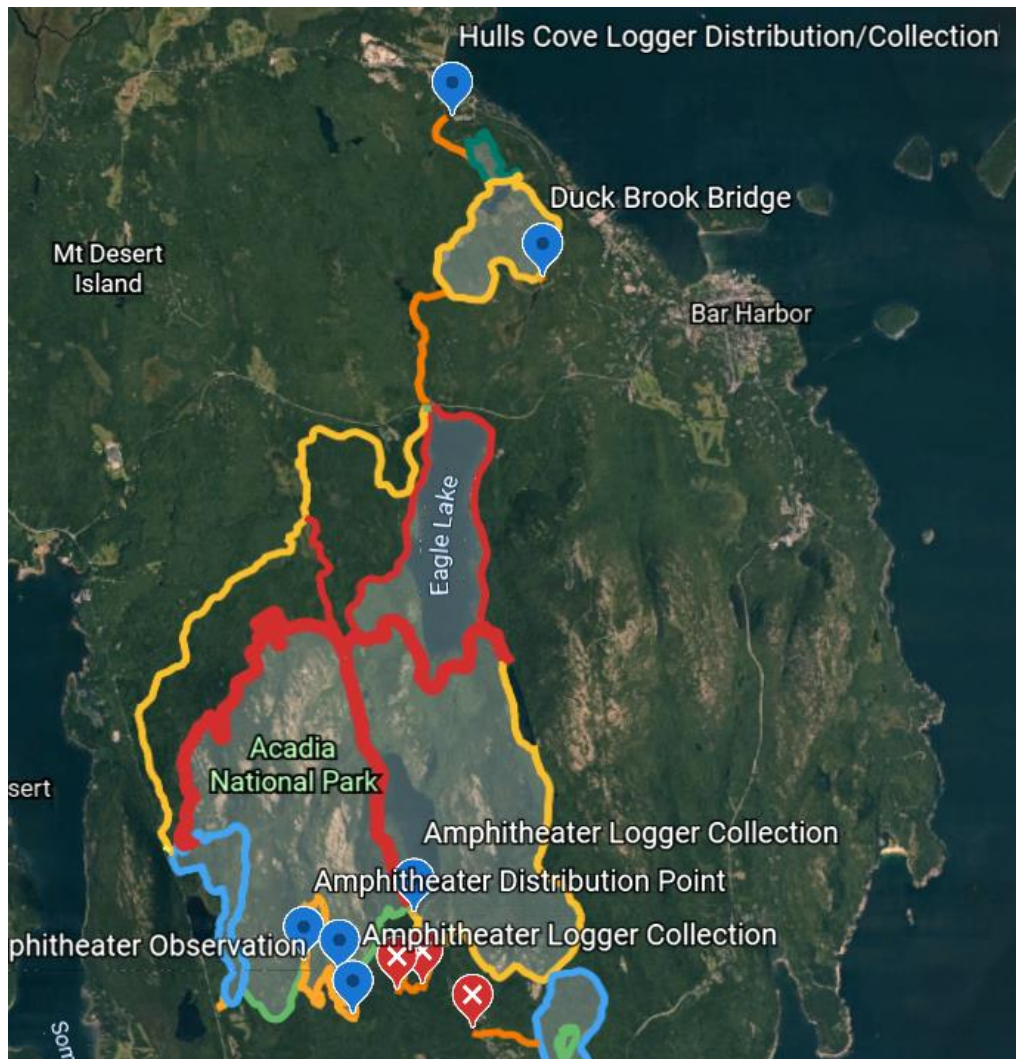 Hulls Cove Logger Distribution/Collection
Duck Brook Bridge
Mt Desert
Island
Bar Harbor
Eagle Lake
Acadia
National Park
sert
Amphitheater Logger Collection
Amphitheater Distribution Point
phitheater Observation
Amphitheater Logger Collection
Som